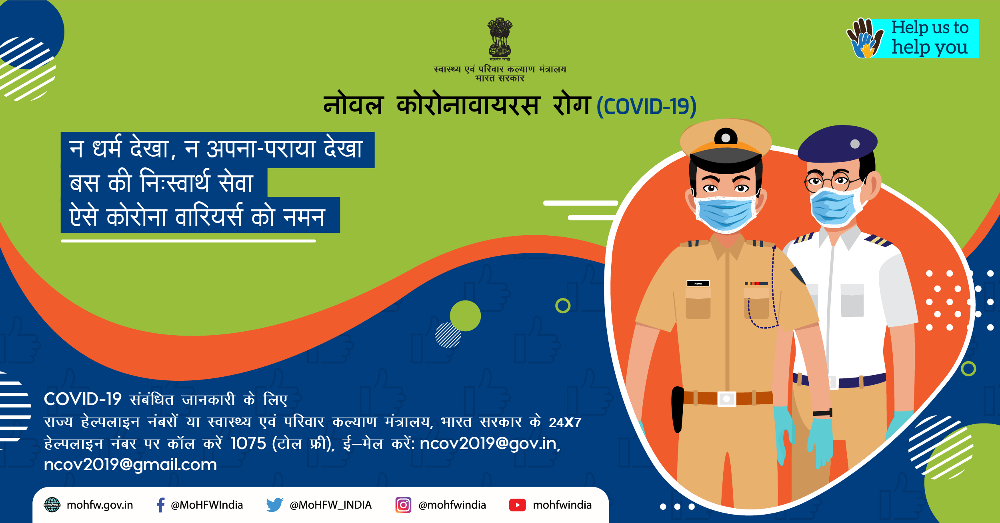 सत्यमेव जयते
स्वास्थ्य एवं परिवार कल्याण मंत्रालय
भारत सरकार
Help us to
help you
नोवल कोरोनावायरस रोग (COVID-19)
न धर्म देखा, न अपना-पराया देखा
बस की निःस्वार्थ सेवा
ऐसे कोरोना वारियर्स को नमन
Name
COVID-19 संबंधित जानकारी के लिए
राज्य हेल्पलाइन नंबरों या स्वास्थ्य एवं परिवार कल्याण मंत्रालय, भारत सरकार के 24X7
हेल्पलाइन नंबर पर कॉल करें 1075 (टोल फ्री), ई-मेल करें: ncov2019@gov.in,
ncov2019@gmail.com
mohfw.gov.in @MoHFWIndia @MoHFW_INDIA @mohfwindia mohfwindia